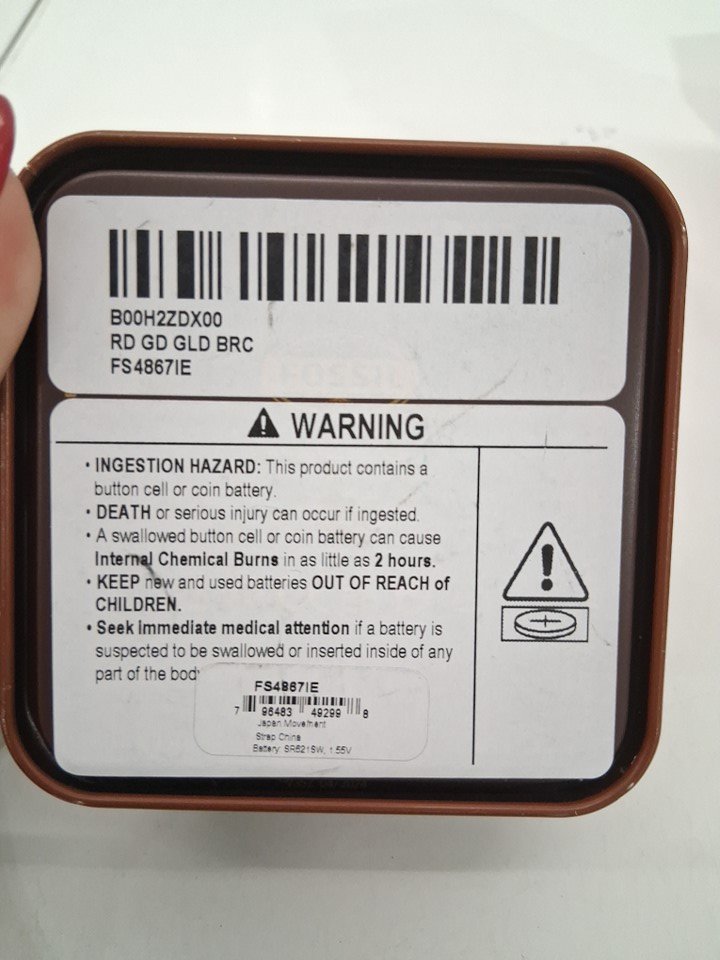 B00H2ZDX00
RD GD GLD BRC
FS4867IE
FOSSIL
WARNING
• INGESTION HAZARD: This product contains a
button cell or coin battery.
• DEATH or serious injury can occur if ingested.
• A swallowed button cell or coin battery can cause
Internal Chemical Burns in as little as 2 hours.
• KEEP new and used batteries OUT OF REACH of
CHILDREN.
• Seek immediate medical attention if a battery is
suspected to be swallowed or inserted inside of any
part of the body
FS4867IE
7 96483 49299 8
Japan Movement
Strap China
Battery: SR621SW, 1.55V